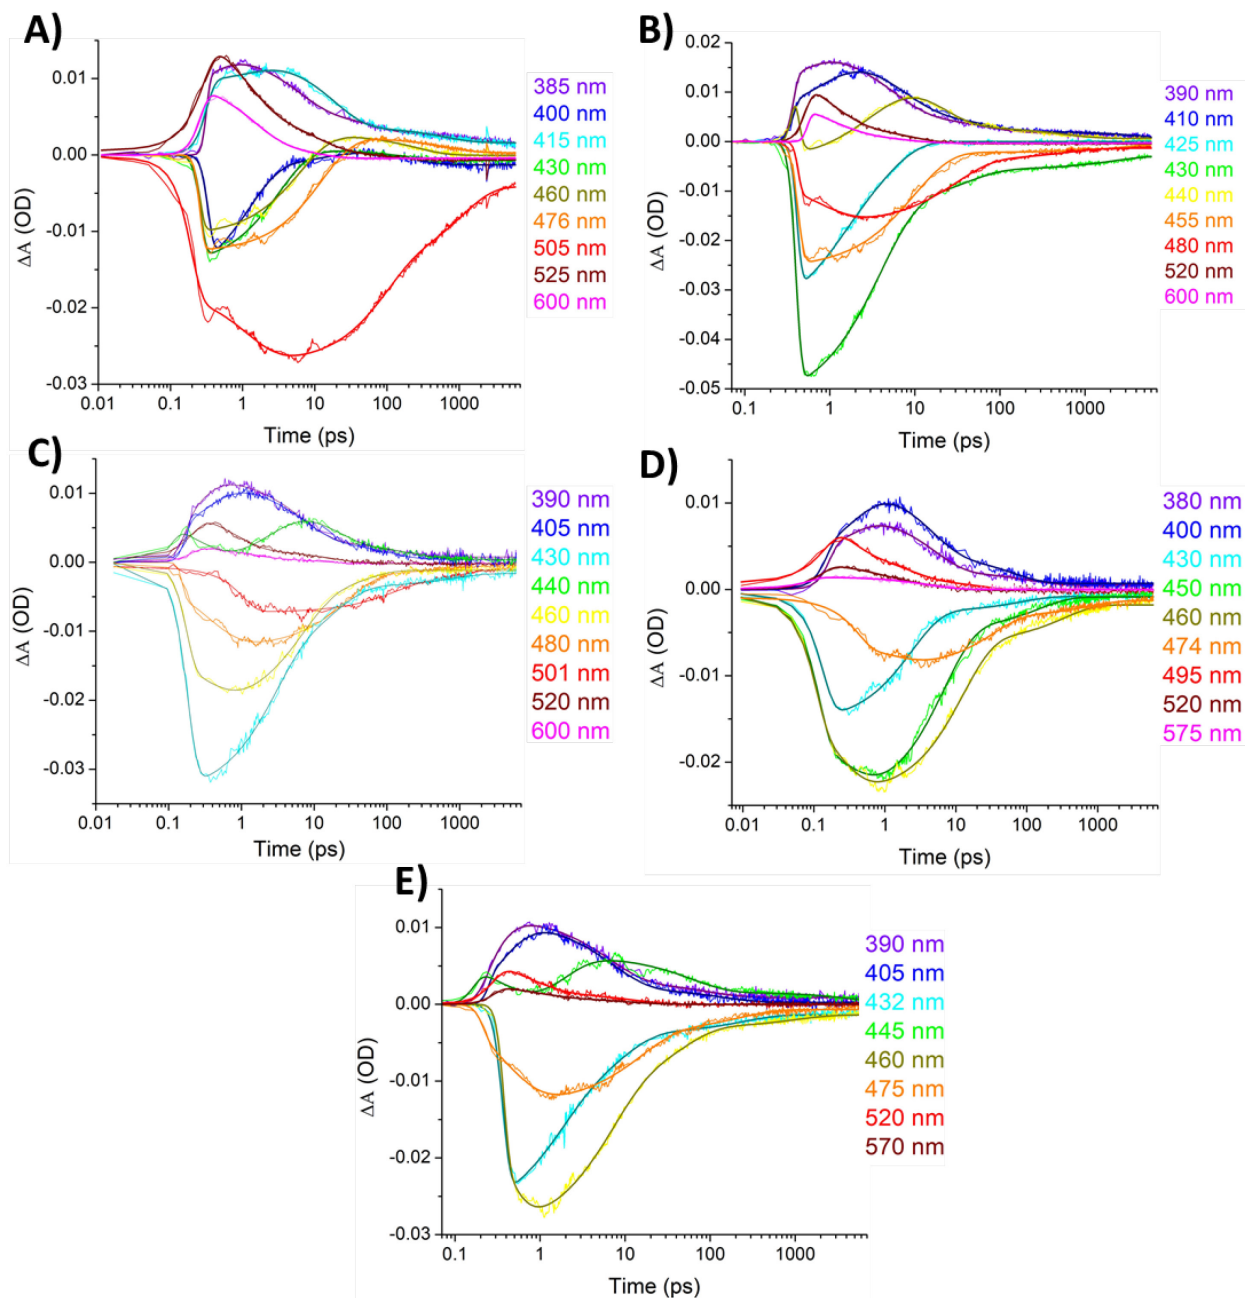 A)
0.01
0.00
-0.01
-0.02
-0.03
ΔA (OD)
0.01 0.1 1 10 100 1000
Time (ps)
385 nm
400 nm
415 nm
430 nm
460 nm
476 nm
505 nm
525 nm
600 nm
B)
0.02
0.01
0.00
-0.01
-0.02
-0.03
-0.04
-0.05
ΔA (OD)
0.1 1 10 100 1000
Time (ps)
390 nm
410 nm
425 nm
430 nm
440 nm
455 nm
480 nm
520 nm
600 nm
C)
0.01
0.00
-0.01
-0.02
-0.03
ΔA (OD)
0.01 0.1 1 10 100 1000
Time (ps)
390 nm
405 nm
430 nm
440 nm
460 nm
480 nm
501 nm
520 nm
600 nm
D)
0.01
0.00
-0.01
-0.02
ΔA (OD)
0.01 0.1 1 10 100 1000
Time (ps)
380 nm
400 nm
430 nm
450 nm
460 nm
474 nm
495 nm
520 nm
575 nm
E)
0.01
0.00
-0.01
-0.02
-0.03
ΔA (OD)
0.1 1 10 100 1000
Time (ps)
390 nm
405 nm
432 nm
445 nm
460 nm
475 nm
520 nm
570 nm